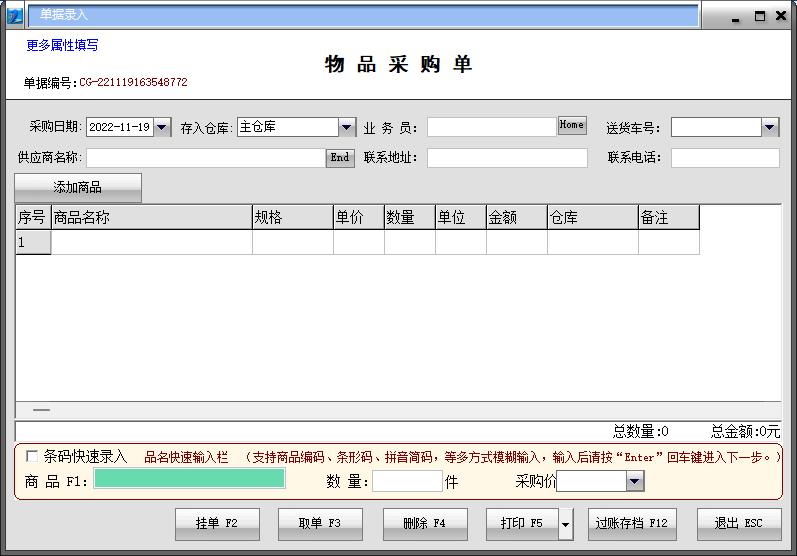 单据录入
更多属性填写
物 品 采 购 单
单据编号:CG-221119163548772
采购日期: 2022-11-19 存入仓库: 主仓库 业 务 员: Home 送货车号:
供应商名称: End 联系地址: 联系电话:
添加商品
序号 商品名称 规格 单价 数量 单位 金额 仓库 备注
1
总数量:0 总金额:0元
条码快速录入 品名快速输入栏 （支持商品编码、条形码、拼音简码，等多方式模糊输入，输入后请按“Enter”回车键进入下一步。）
商 品 F1: 数 量: 件 采购价
挂单 F2 取单 F3 删除 F4 打印 F5 过账存档 F12 退出 ESC